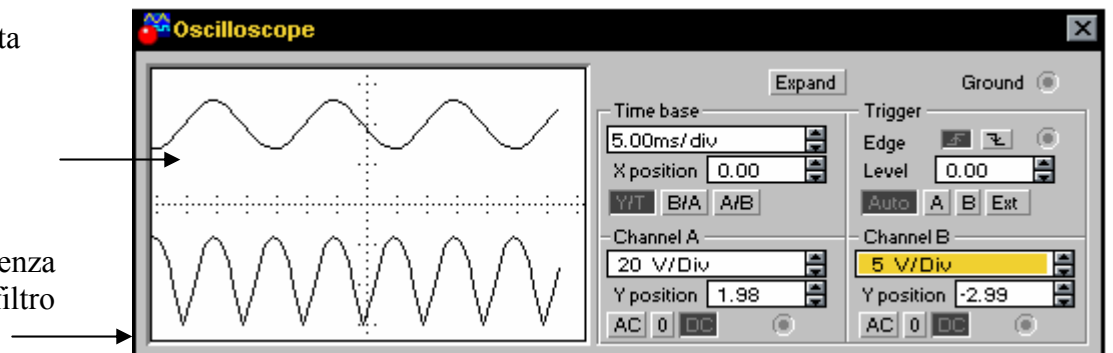 ta
enza
filtro
Oscilloscope
Expand
Ground
Time base
5.00ms/div
X position 0.00
Y/T B/A A/B
Trigger
Edge
Level 0.00
Auto A B Ext
Channel A
20 V/Div
Y position 1.98
AC 0 DC
Channel B
5 V/Div
Y position -2.99
AC 0 DC